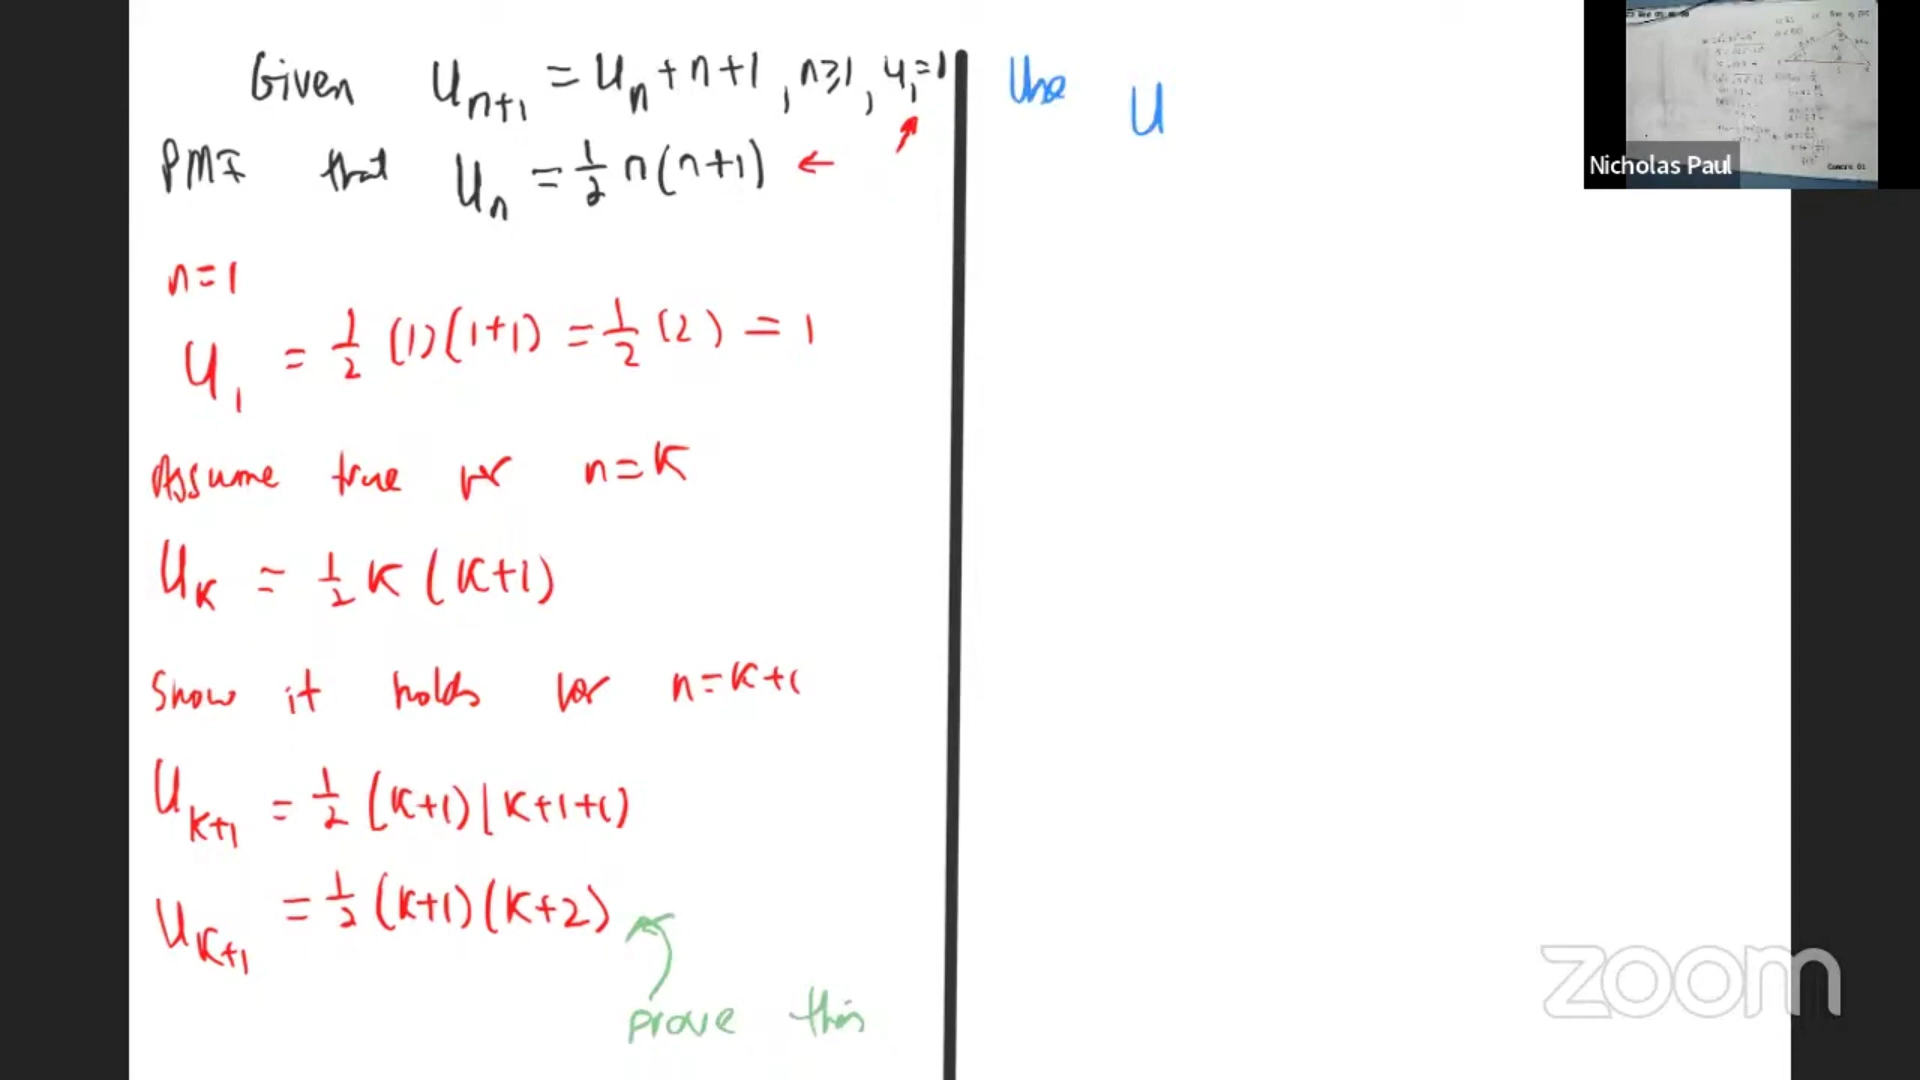 Given U_{n+1} = U_n + n + 1, n ≥ 1, u_1 = 1
PMI that U_n = 1/2 n(n+1) ←
n = 1
U_1 = 1/2 (1)(1+1) = 1/2 (2) = 1
Assume true for n = K
U_K = 1/2 K (K+1)
Show it holds for n = K+1
U_{K+1} = 1/2 (K+1)(K+1+1)
U_{K+1} = 1/2 (K+1)(K+2)
prove this
Use U
Nicholas Paul
Camera 01
zoom